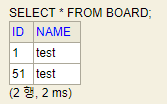 SELECT * FROM BOARD;
ID NAME
1 test
51 test
(2 행, 2 ms)